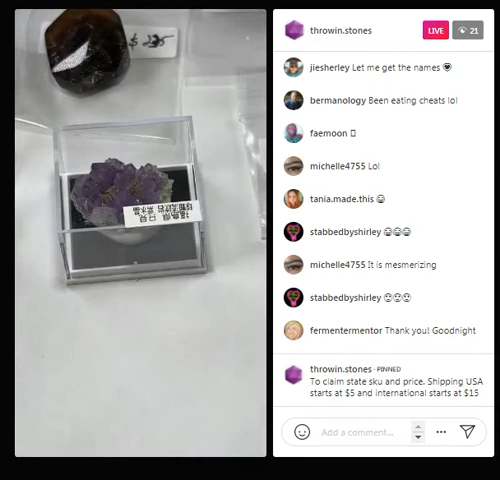 throwin.stones
LIVE
21
jiesherley Let me get the names
bermanology Been eating cheats lol
faemoon
michelle4755 Lol
tania.made.this
stabbedbyshirley
michelle4755 It is mesmerizing
stabbedbyshirley
fermentermentor Thank you! Goodnight
throwin.stones · PINNED
To claim state sku and price. Shipping USA
starts at $5 and international starts at $15
Add a comment...